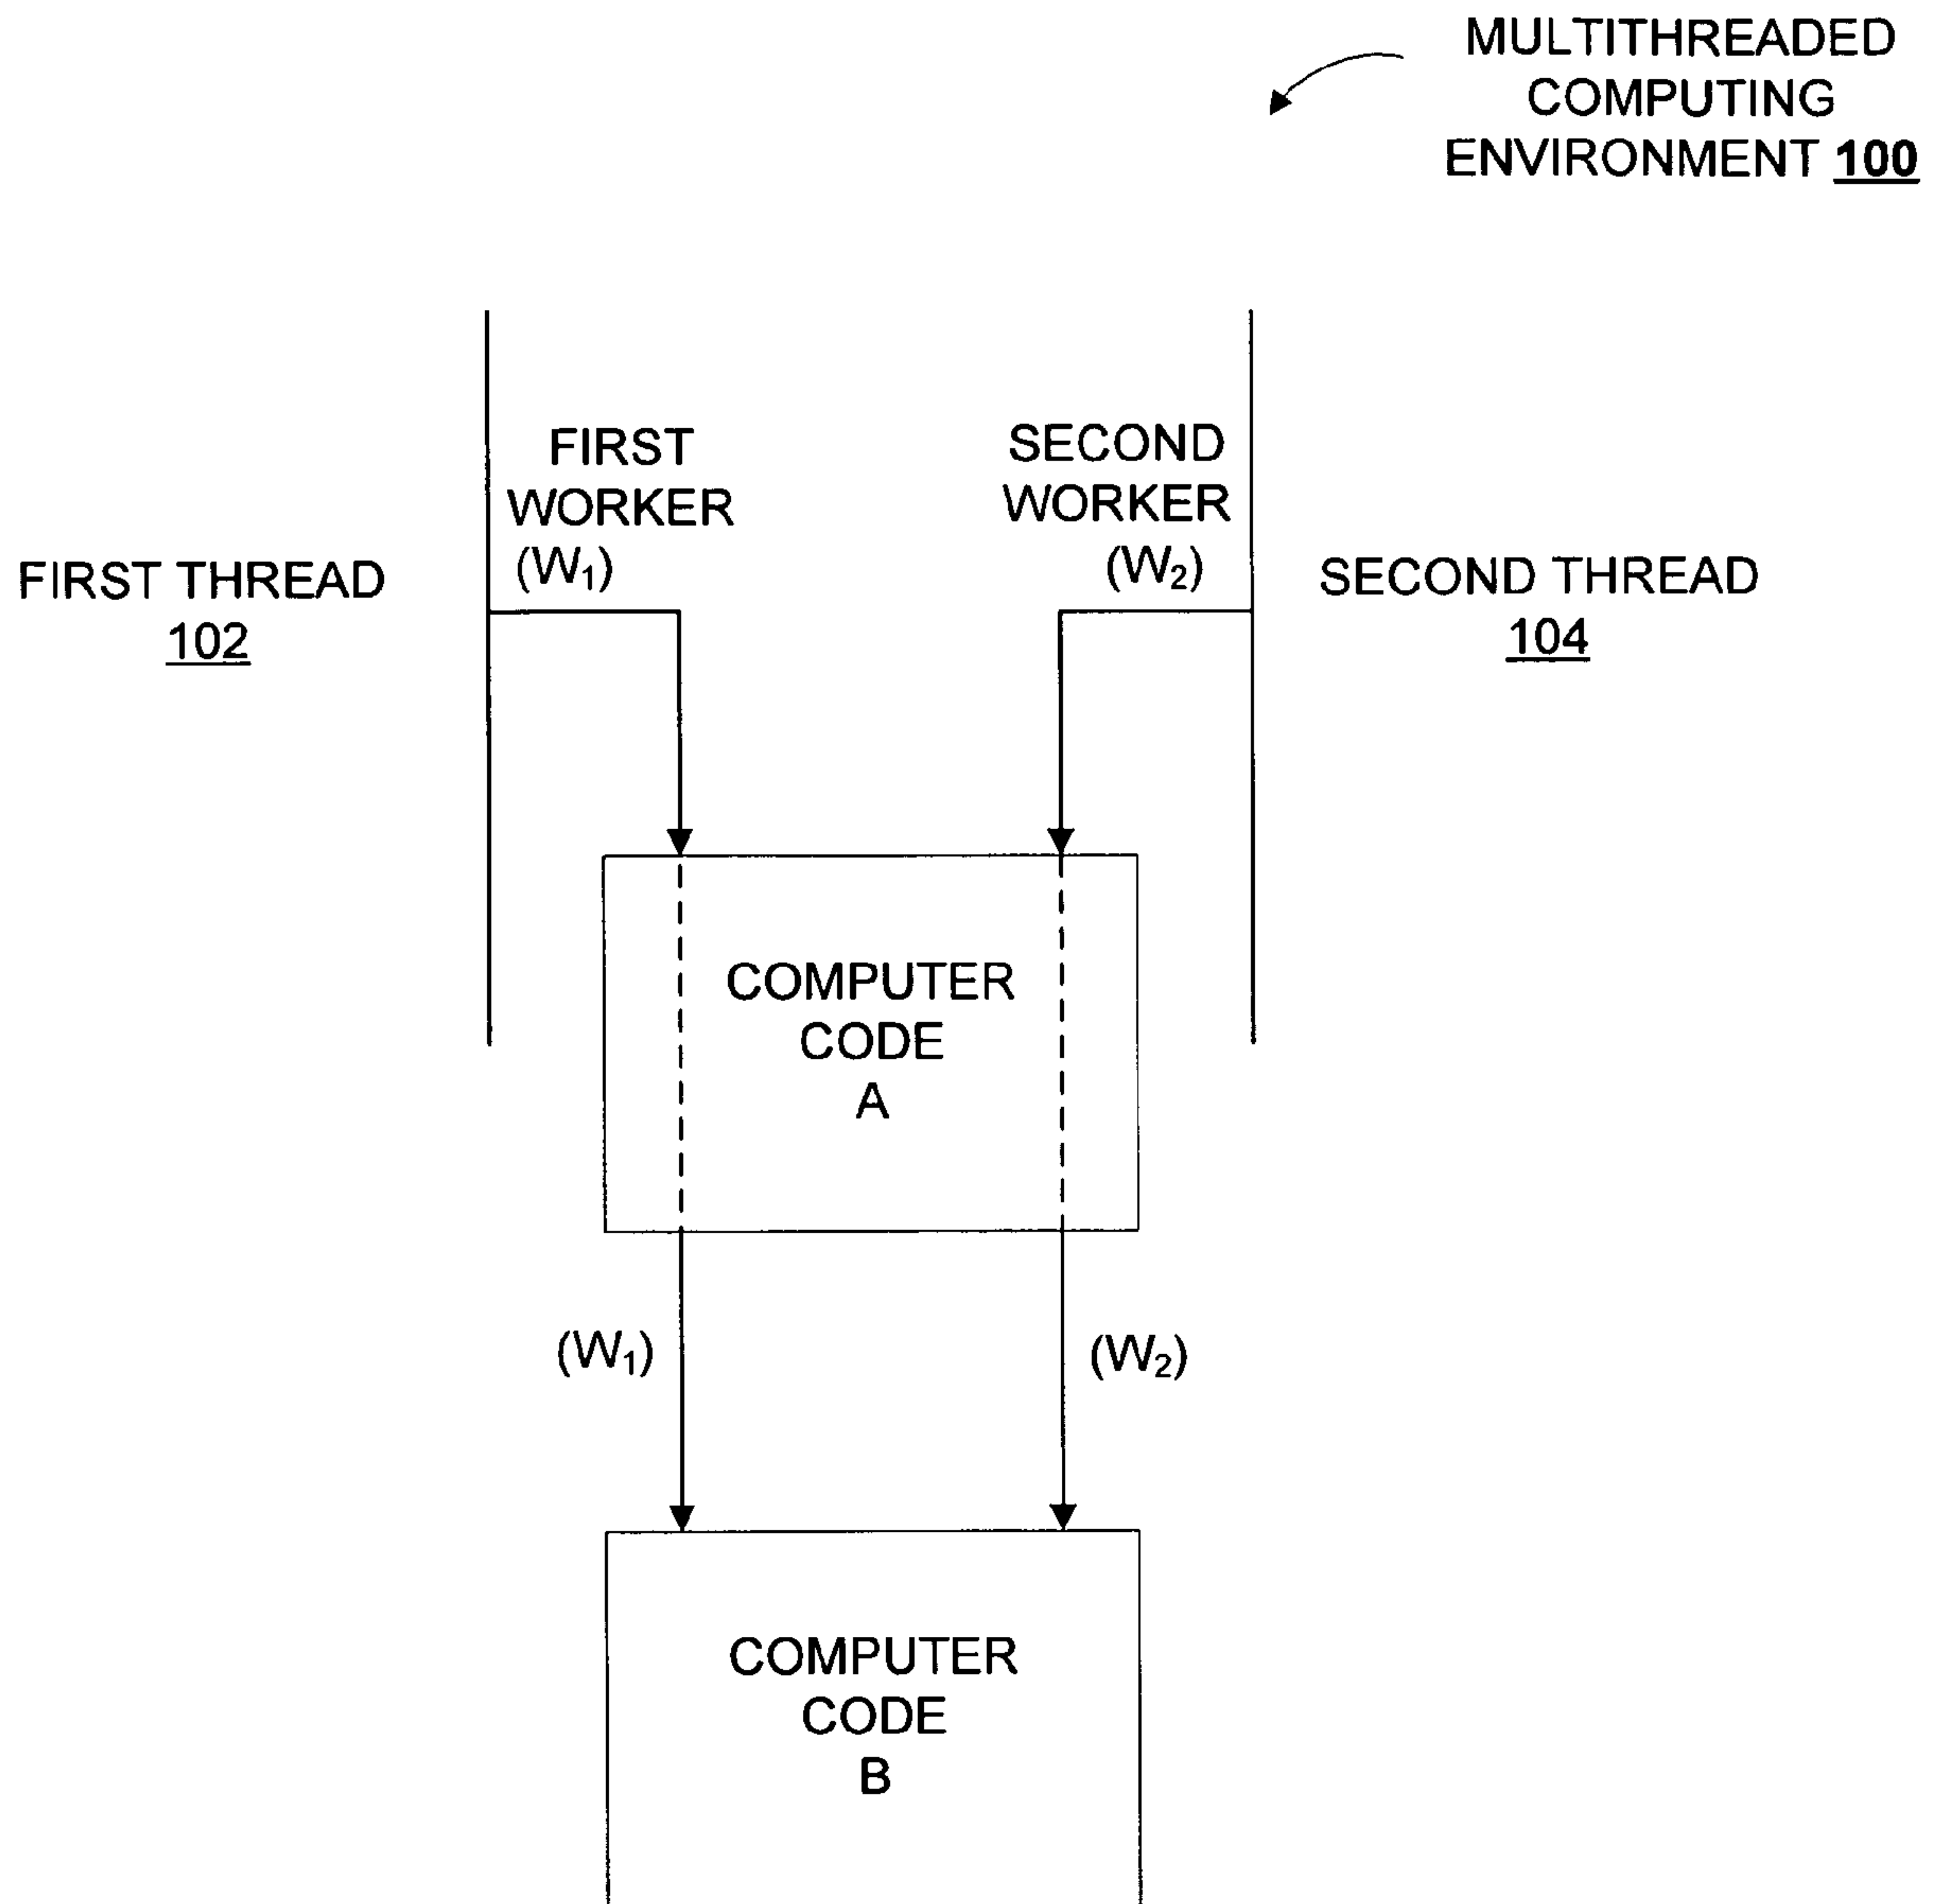 MULTITHREADED
COMPUTING
ENVIRONMENT 100
FIRST
WORKER
(W₁)
SECOND
WORKER
(W₂)
FIRST THREAD
102
SECOND THREAD
104
COMPUTER
CODE
A
(W₁)
(W₂)
COMPUTER
CODE
B